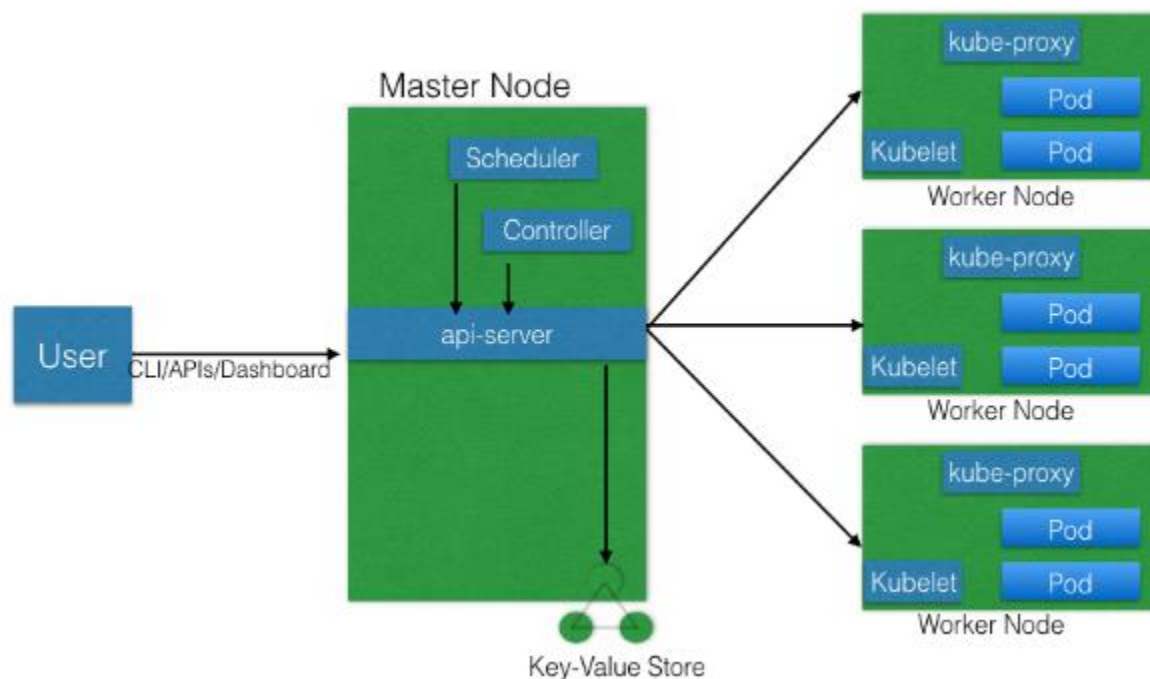 Master Node
Scheduler
Controller
api-server
User
CLI/APIs/Dashboard
Key-Value Store
kube-proxy
Pod
Kubelet
Pod
Worker Node
kube-proxy
Pod
Kubelet
Pod
Worker Node
kube-proxy
Pod
Kubelet
Pod
Worker Node